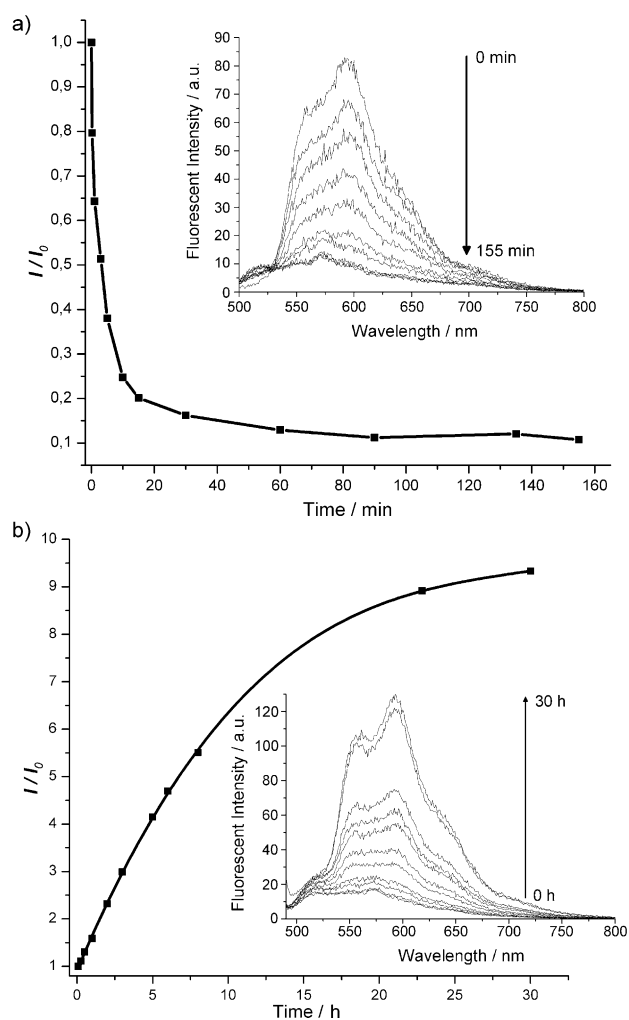 a)
1,0
0,9
0,8
0,7
0,6
0,5
0,4
0,3
0,2
0,1
I / I0
0 20 40 60 80 100 120 140 160
Time / min
90
80
70
60
50
40
30
20
10
0
Fluorescent Intensity / a.u.
500 550 600 650 700 750 800
Wavelength / nm
0 min
155 min
b)
10
9
8
7
6
5
4
3
2
1
I / I0
0 5 10 15 20 25 30
Time / h
120
100
80
60
40
20
0
Fluorescent Intensity / a.u.
500 550 600 650 700 750 800
Wavelength / nm
30 h
0 h